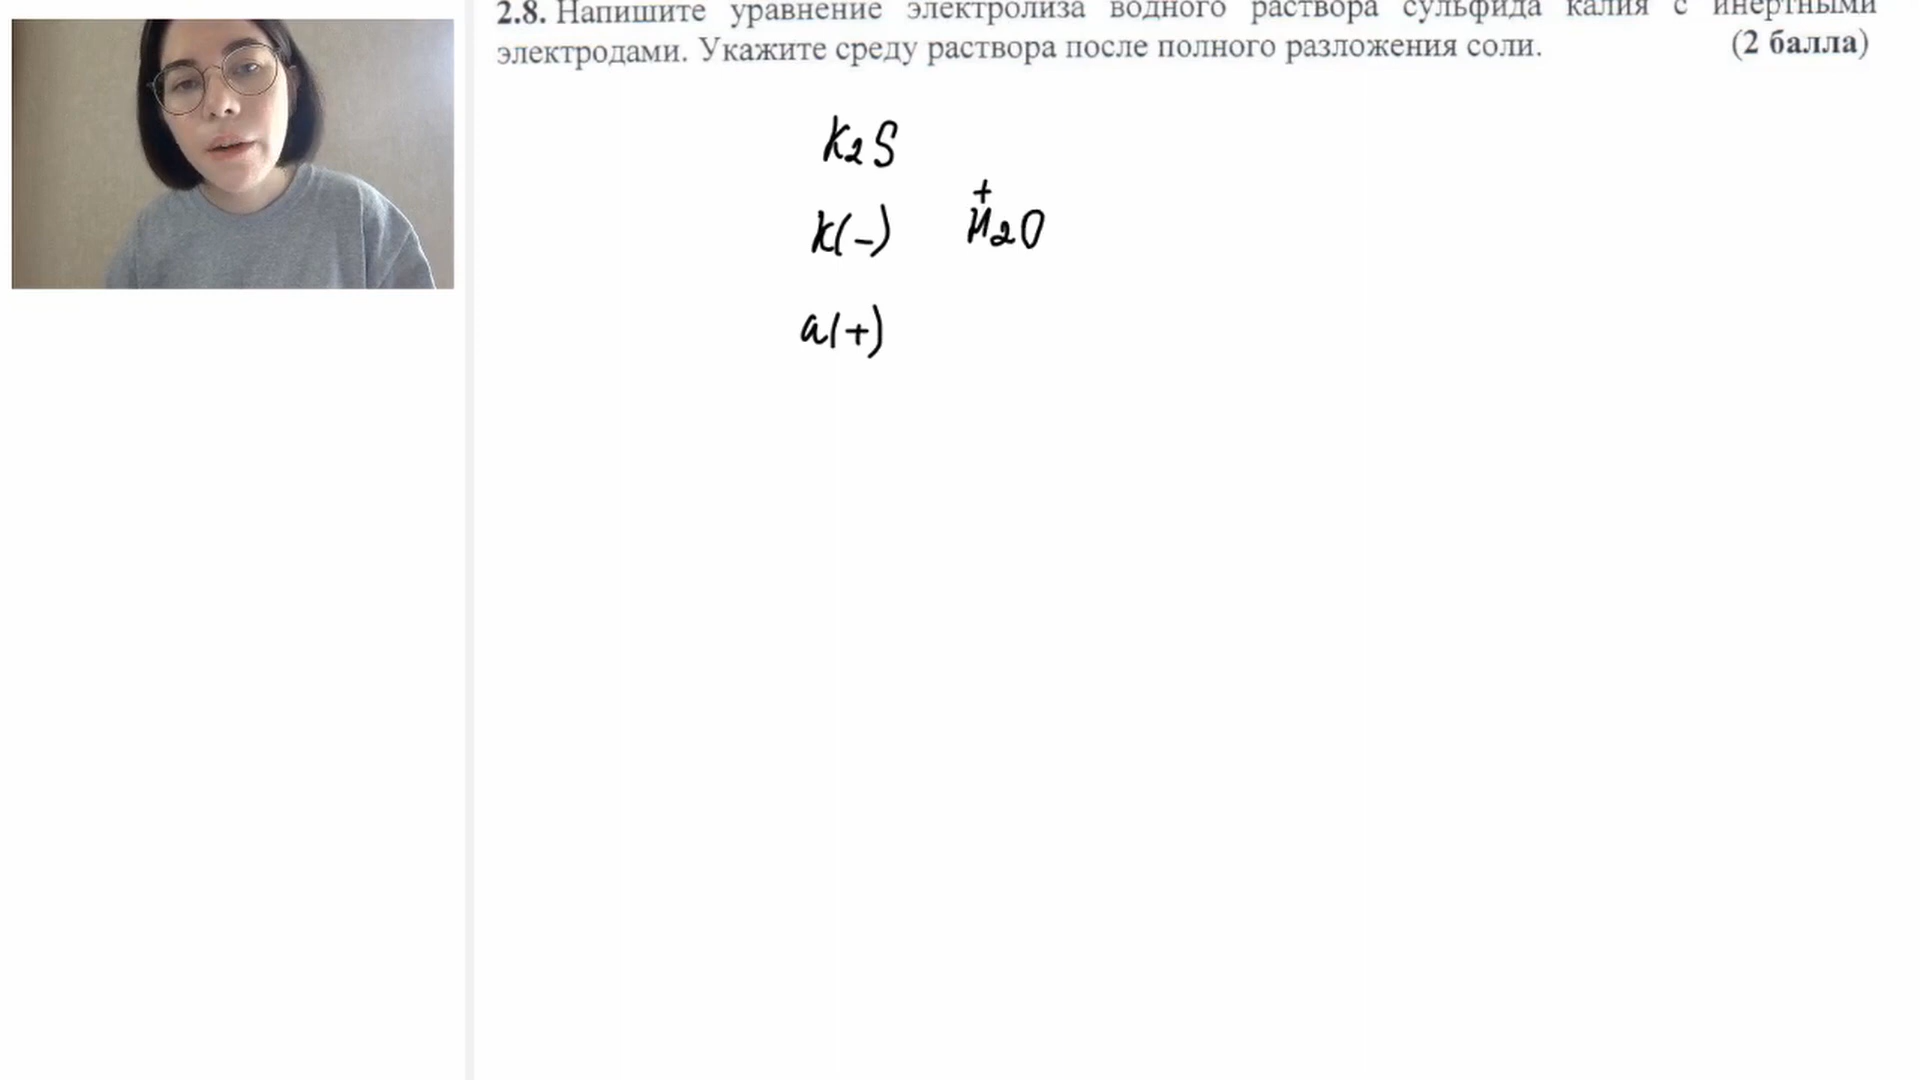 2.8. Напишите уравнение электролиза водного раствора сульфида калия с инертными
электродами. Укажите среду раствора после полного разложения соли. (2 балла)
K2S
+
K(-) H2O
a(+)